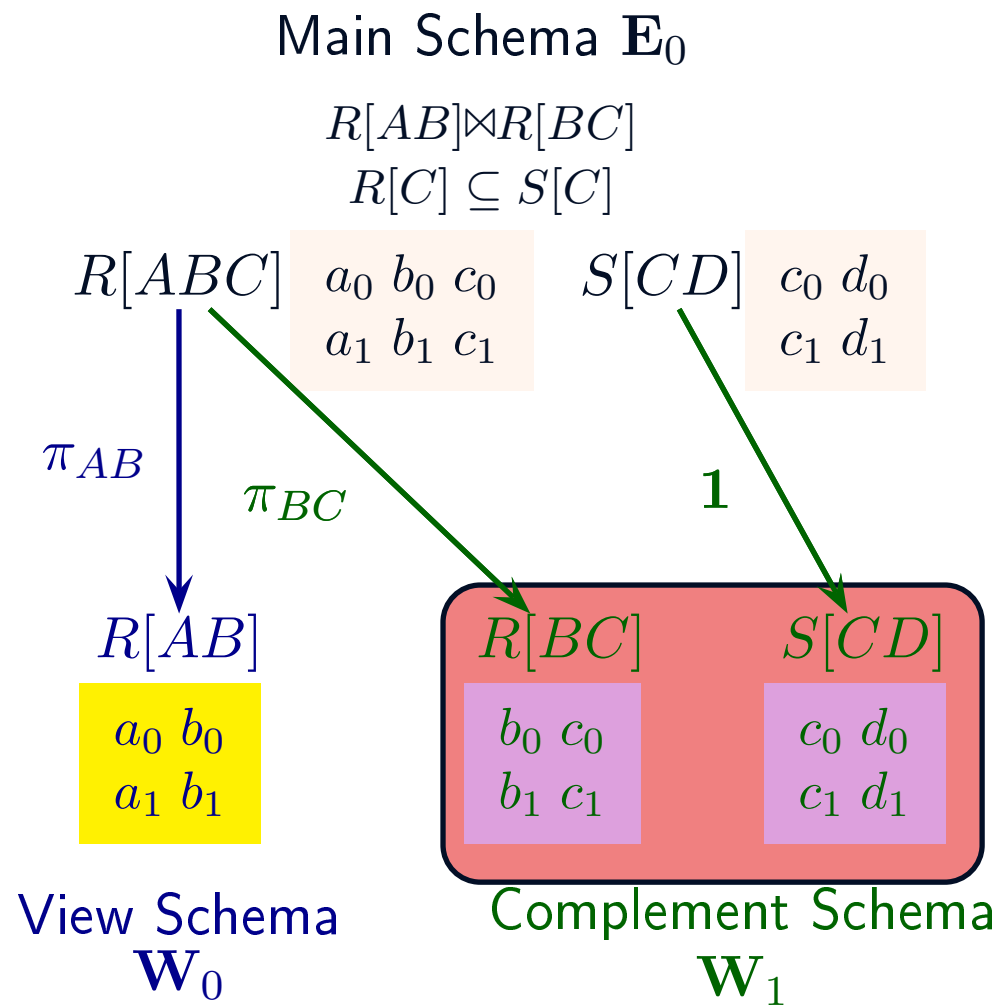 Main Schema E₀
R[AB]⋈R[BC]
R[C] ⊆ S[C]
R[ABC]
a₀ b₀ c₀
a₁ b₁ c₁
S[CD]
c₀ d₀
c₁ d₁
π_AB
π_BC
1
R[AB]
a₀ b₀
a₁ b₁
R[BC]
b₀ c₀
b₁ c₁
S[CD]
c₀ d₀
c₁ d₁
View Schema
W₀
Complement Schema
W₁